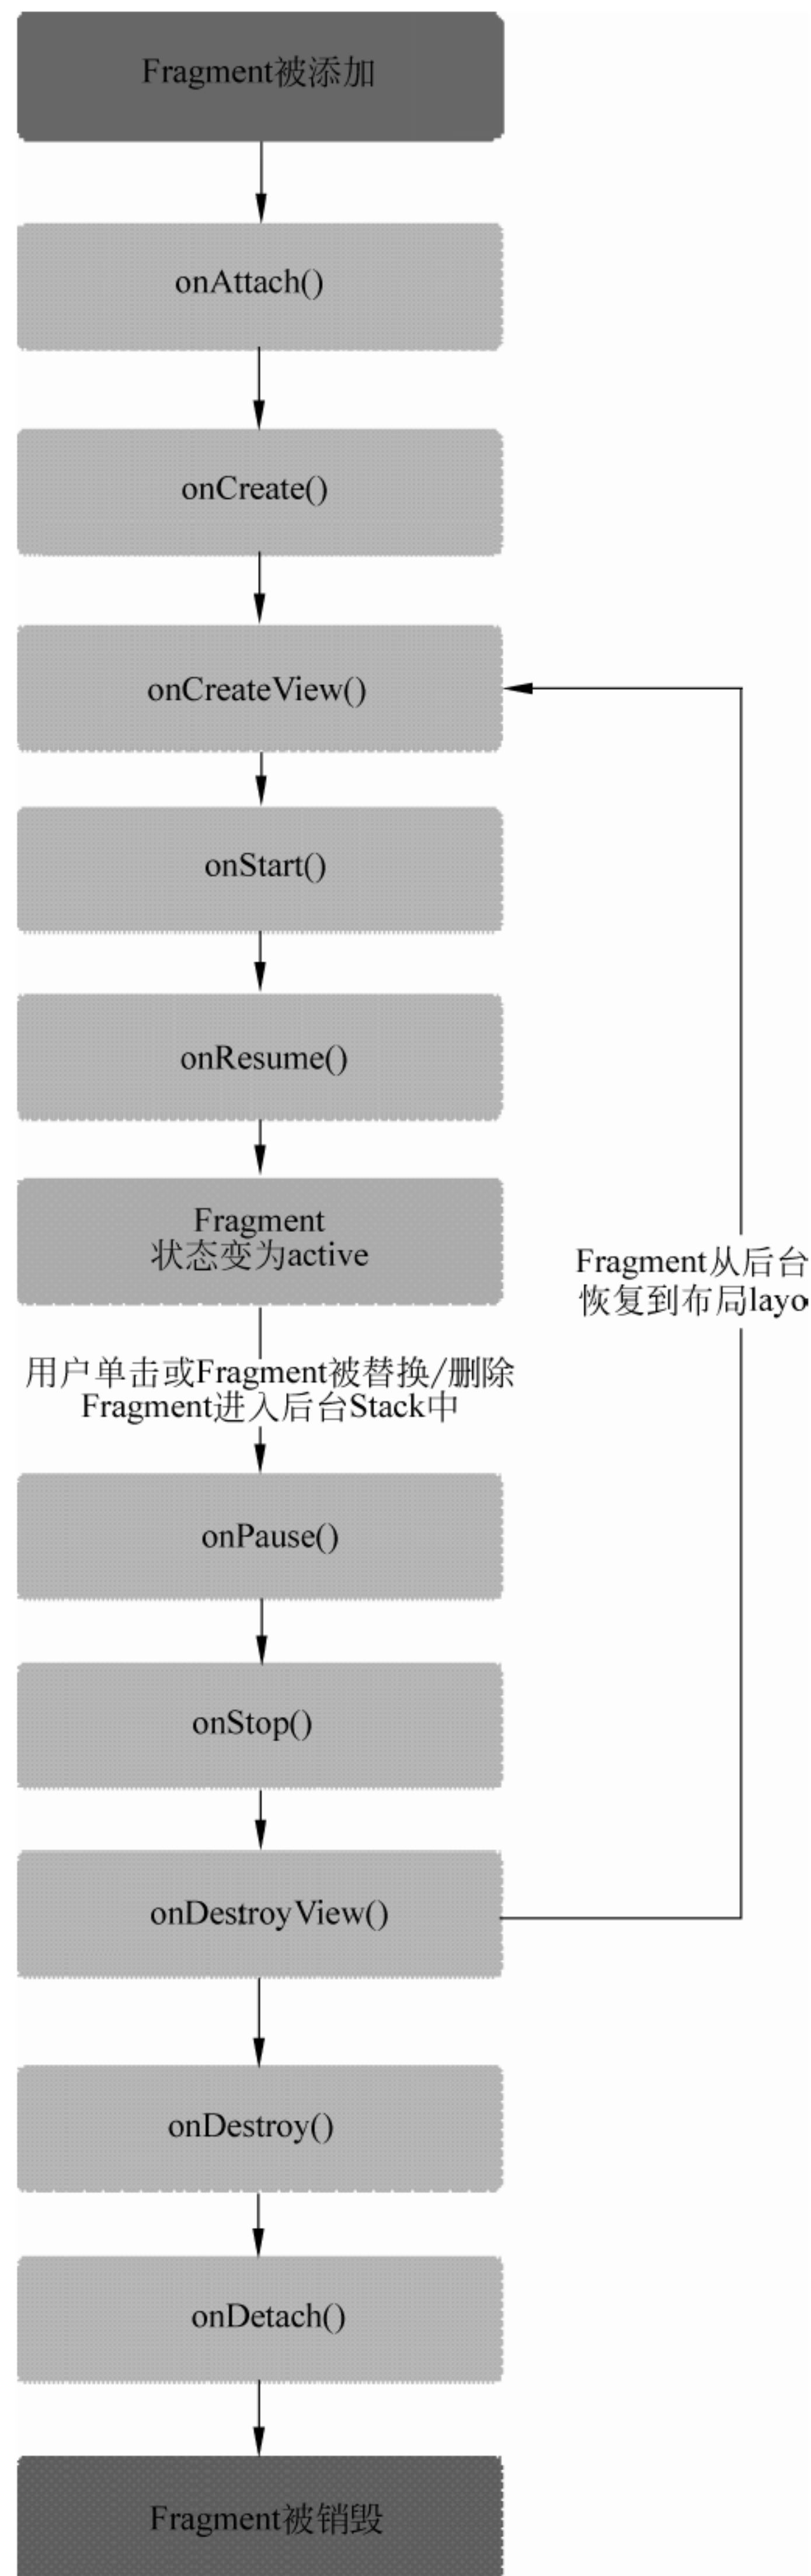 Fragment被添加
onAttach()
onCreate()
onCreateView()
onStart()
onResume()
Fragment
状态变为active
Fragment从后台
恢复到布局layo
用户单击或Fragment被替换/删除
Fragment进入后台Stack中
onPause()
onStop()
onDestroyView()
onDestroy()
onDetach()
Fragment被销毁